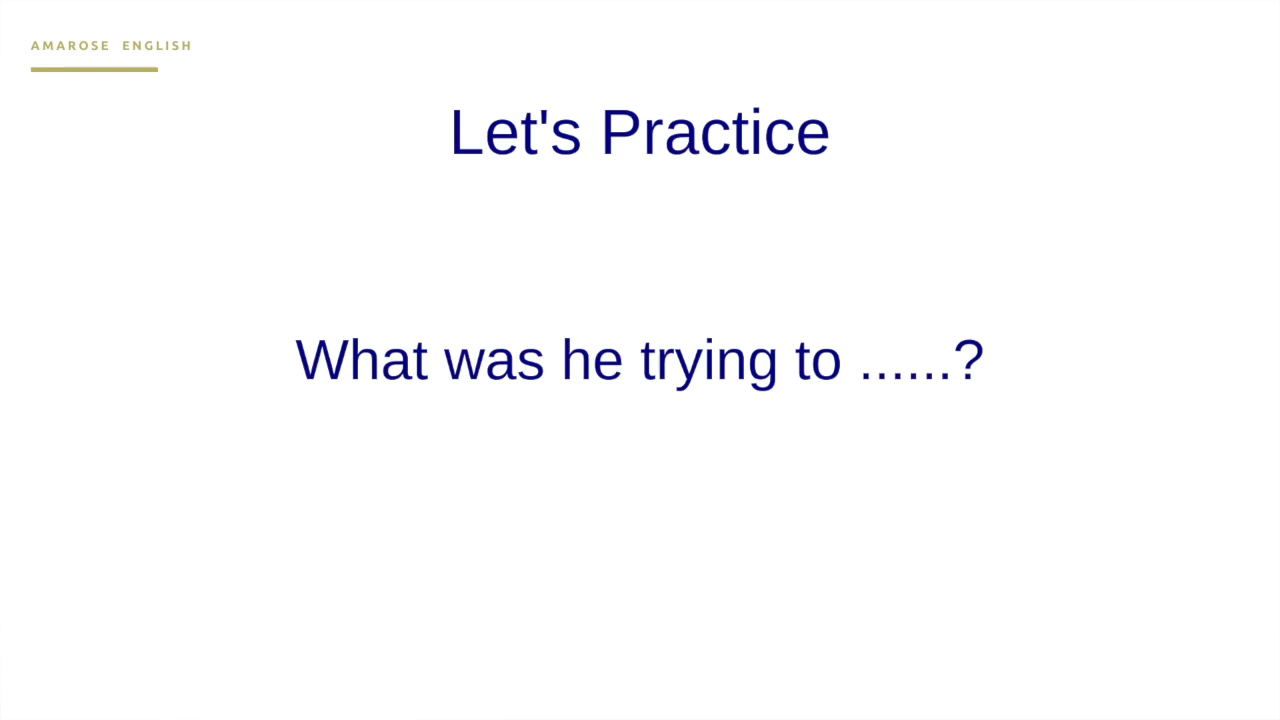 AMAROSE ENGLISH
Let's Practice
What was he trying to ......?